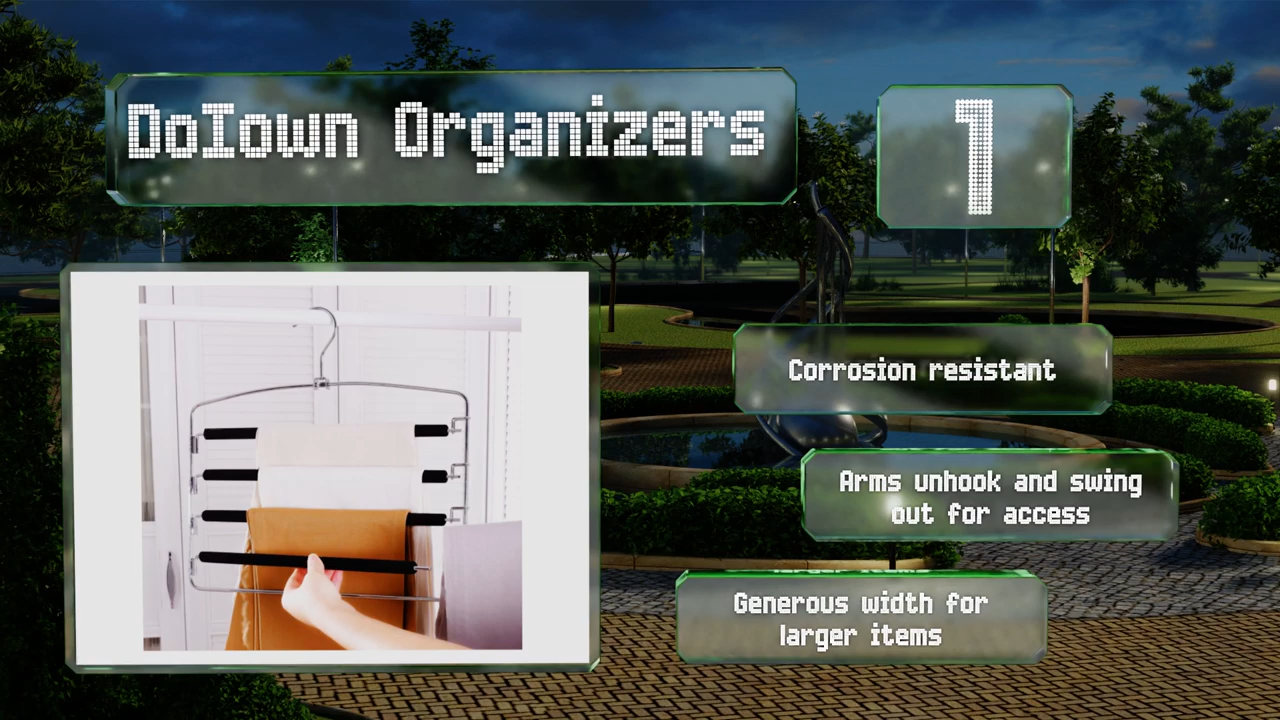 DoIown Organizers
1
Corrosion resistant
Arms unhook and swing
out for access
Generous width for
larger items